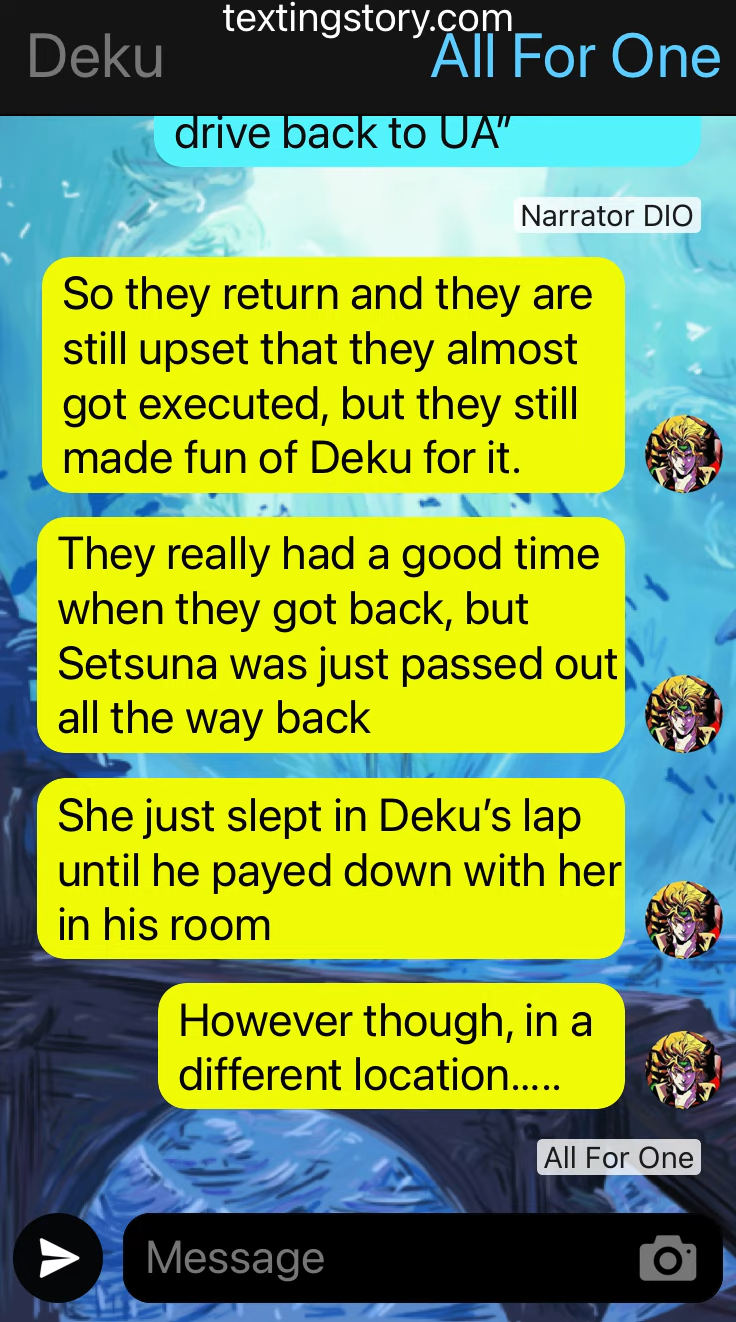 textingstory.com
Deku
All For One
drive back to UA”
Narrator DIO
So they return and they are
still upset that they almost
got executed, but they still
made fun of Deku for it.
They really had a good time
when they got back, but
Setsuna was just passed out
all the way back
She just slept in Deku’s lap
until he payed down with her
in his room
However though, in a
different location.....
All For One
Message